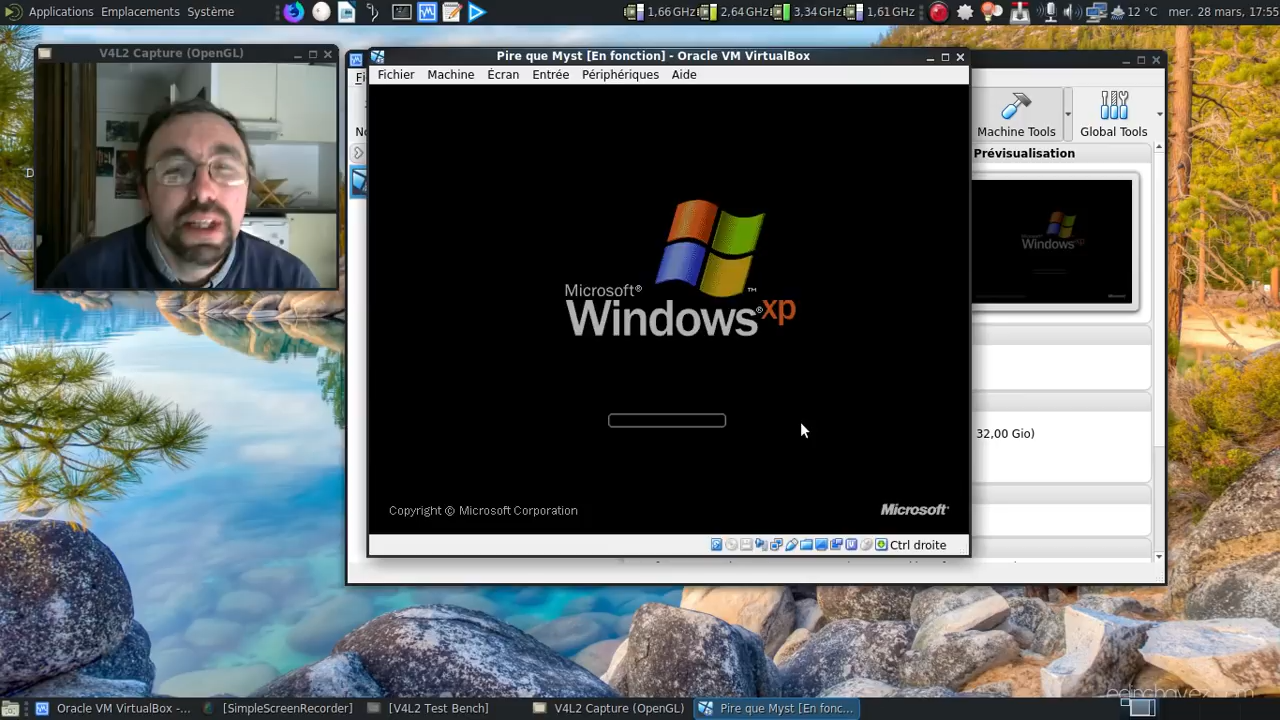 Applications Emplacements Système
1,66 GHz 2,64 GHz 3,34 GHz 1,61 GHz 12 °C mer. 28 mars, 17:55
V4L2 Capture (OpenGL)
Pire que Myst [En fonction] - Oracle VM VirtualBox
Fichier Machine Écran Entrée Périphériques Aide
Machine Tools Global Tools
Prévisualisation
Microsoft®
Windows® xp ™
Copyright © Microsoft Corporation
Microsoft®
32,00 Gio)
Ctrl droite
Oracle VM VirtualBox -... [SimpleScreenRecorder] [V4L2 Test Bench] V4L2 Capture (OpenGL) Pire que Myst [En fonc...